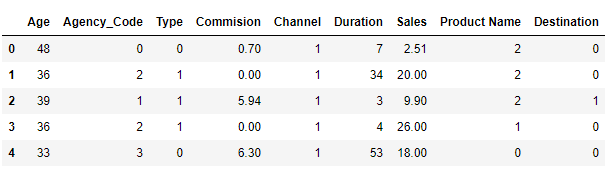 Age Agency_Code Type Commision Channel Duration Sales Product Name Destination
0 48 0 0 0.70 1 7 2.51 2 0
1 36 2 1 0.00 1 34 20.00 2 0
2 39 1 1 5.94 1 3 9.90 2 1
3 36 2 1 0.00 1 4 26.00 1 0
4 33 3 0 6.30 1 53 18.00 0 0